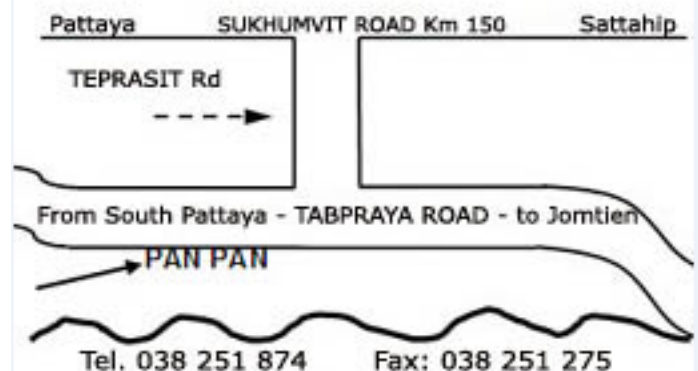 Pattaya SUKHUMVIT ROAD Km 150 Sattahip
TEPRASIT Rd
From South Pattaya - TABPRAYA ROAD - to Jomtien
PAN PAN
Tel. 038 251 874 Fax: 038 251 275